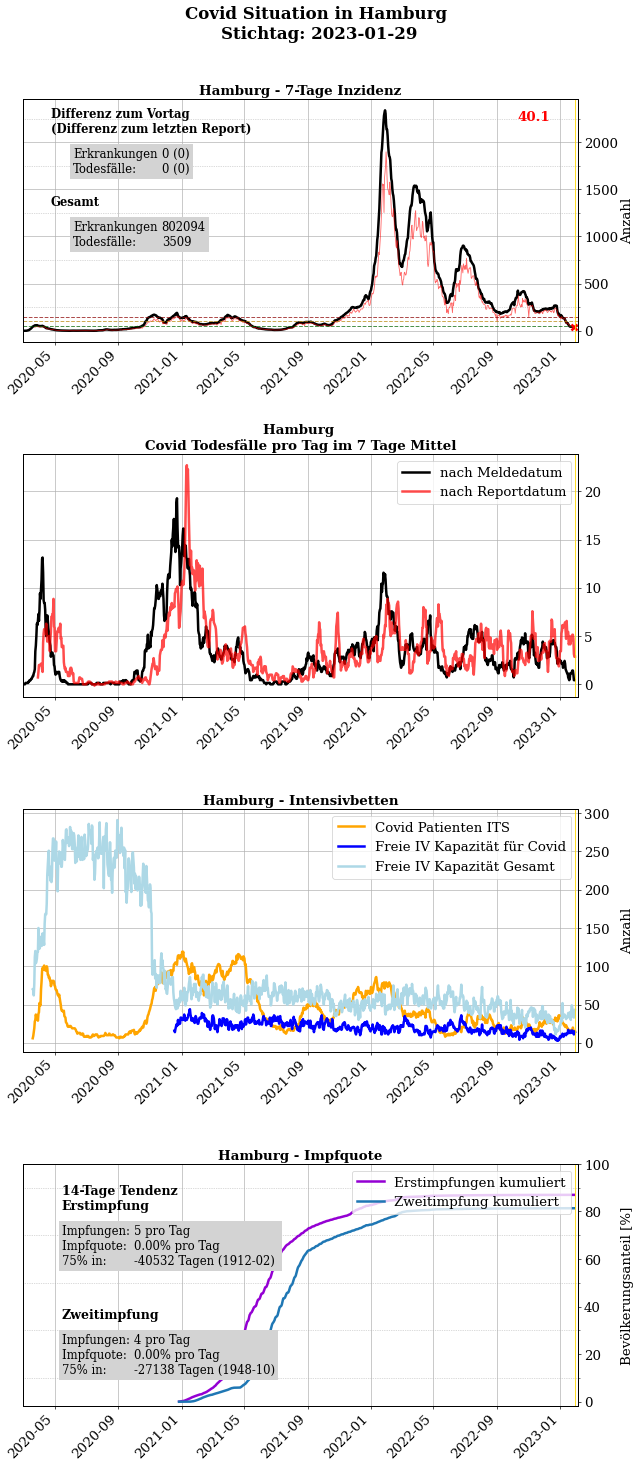 Covid Situation in Hamburg
Stichtag: 2023-01-29
Hamburg - 7-Tage Inzidenz
Differenz zum Vortag
(Differenz zum letzten Report)
Erkrankungen 0 (0)
Todesfälle: 0 (0)
Gesamt
Erkrankungen 802094
Todesfälle: 3509
40.1
2000
1500
1000
500
0
Anzahl
2020-05 2020-09 2021-01 2021-05 2021-09 2022-01 2022-05 2022-09 2023-01
Hamburg
Covid Todesfälle pro Tag im 7 Tage Mittel
nach Meldedatum
nach Reportdatum
20
15
10
5
0
2020-05 2020-09 2021-01 2021-05 2021-09 2022-01 2022-05 2022-09 2023-01
Hamburg - Intensivbetten
Covid Patienten ITS
Freie IV Kapazität für Covid
Freie IV Kapazität Gesamt
300
250
200
150
100
50
0
Anzahl
2020-05 2020-09 2021-01 2021-05 2021-09 2022-01 2022-05 2022-09 2023-01
Hamburg - Impfquote
14-Tage Tendenz
Erstimpfung
Impfungen: 5 pro Tag
Impfquote: 0.00% pro Tag
75% in: -40532 Tagen (1912-02)
Zweitimpfung
Impfungen: 4 pro Tag
Impfquote: 0.00% pro Tag
75% in: -27138 Tagen (1948-10)
Erstimpfungen kumuliert
Zweitimpfung kumuliert
100
80
60
40
20
0
Bevölkerungsanteil [%]
2020-05 2020-09 2021-01 2021-05 2021-09 2022-01 2022-05 2022-09 2023-01